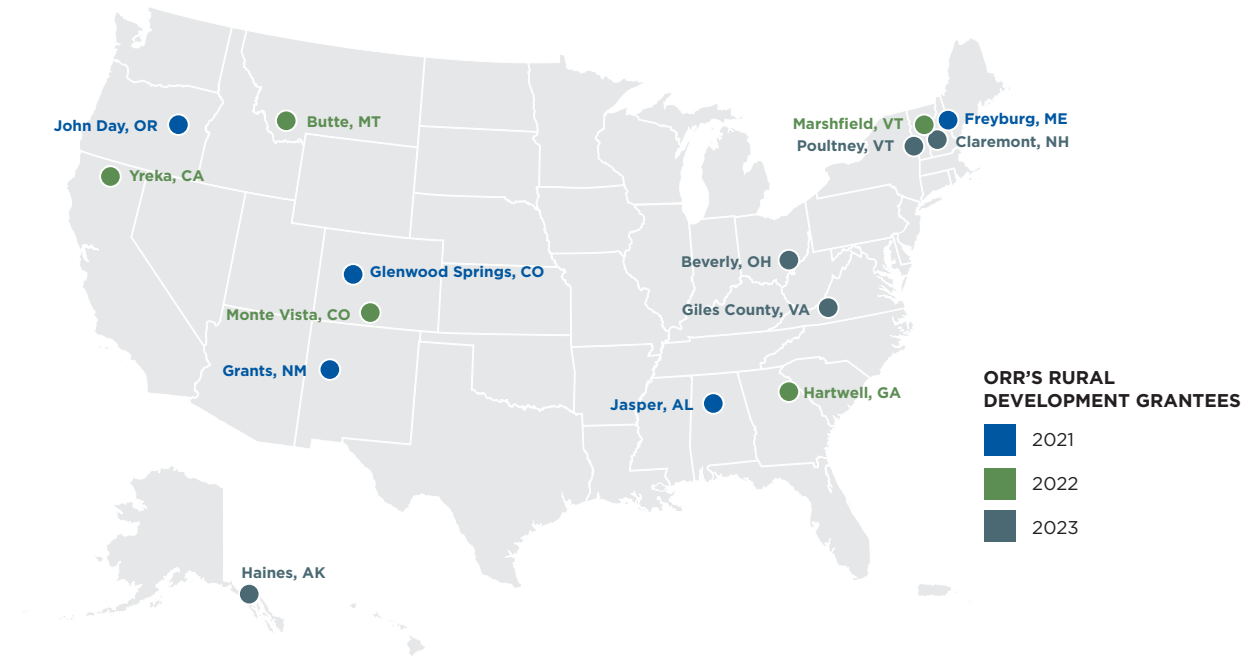 John Day, OR
Butte, MT
Yreka, CA
Marshfield, VT
Freyburg, ME
Poultney, VT
Claremont, NH
Glenwood Springs, CO
Beverly, OH
Monte Vista, CO
Giles County, VA
Grants, NM
Jasper, AL
Hartwell, GA
Haines, AK
ORR'S RURAL
DEVELOPMENT GRANTEES
2021
2022
2023